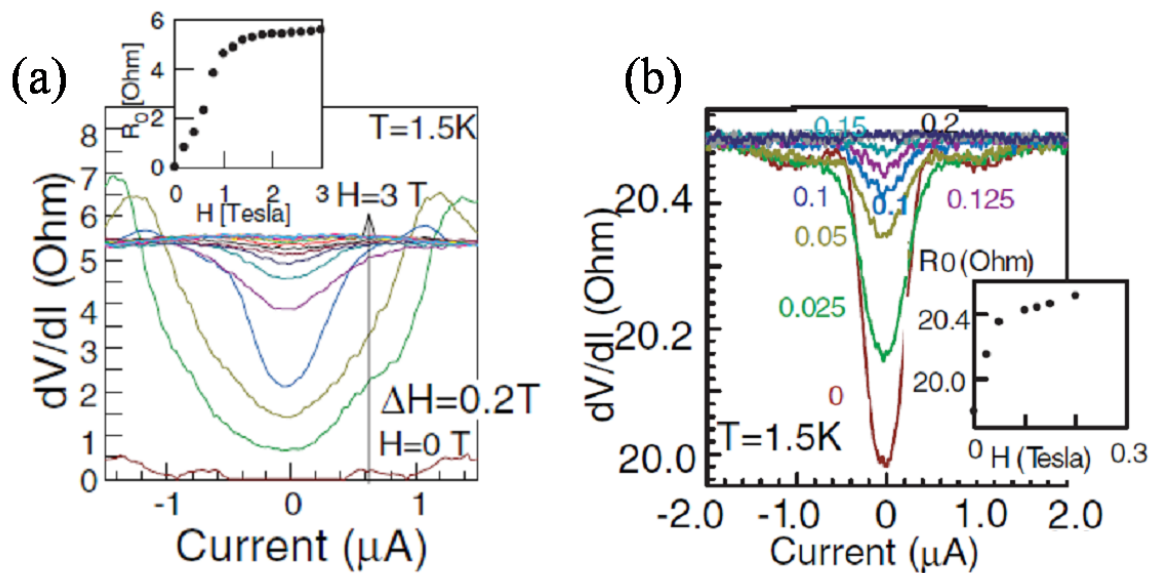 (a)
R0 [Ohm]
6
4
2
0
0 1 2 3
H [Tesla]
T=1.5K
H=3 T
ΔH=0.2T
H=0 T
dV/dI (Ohm)
8
7
6
5
4
3
2
1
0
-1 0 1
Current (μA)
(b)
0.15 0.2
0.1 0.1 0.125
0.05
0.025
0
T=1.5K
dV/dI (Ohm)
20.4
20.2
20.0
-2.0 -1.0 0 1.0 2.0
Current (μA)
R0 (Ohm)
20.4
20.0
0 0.3
H (Tesla)